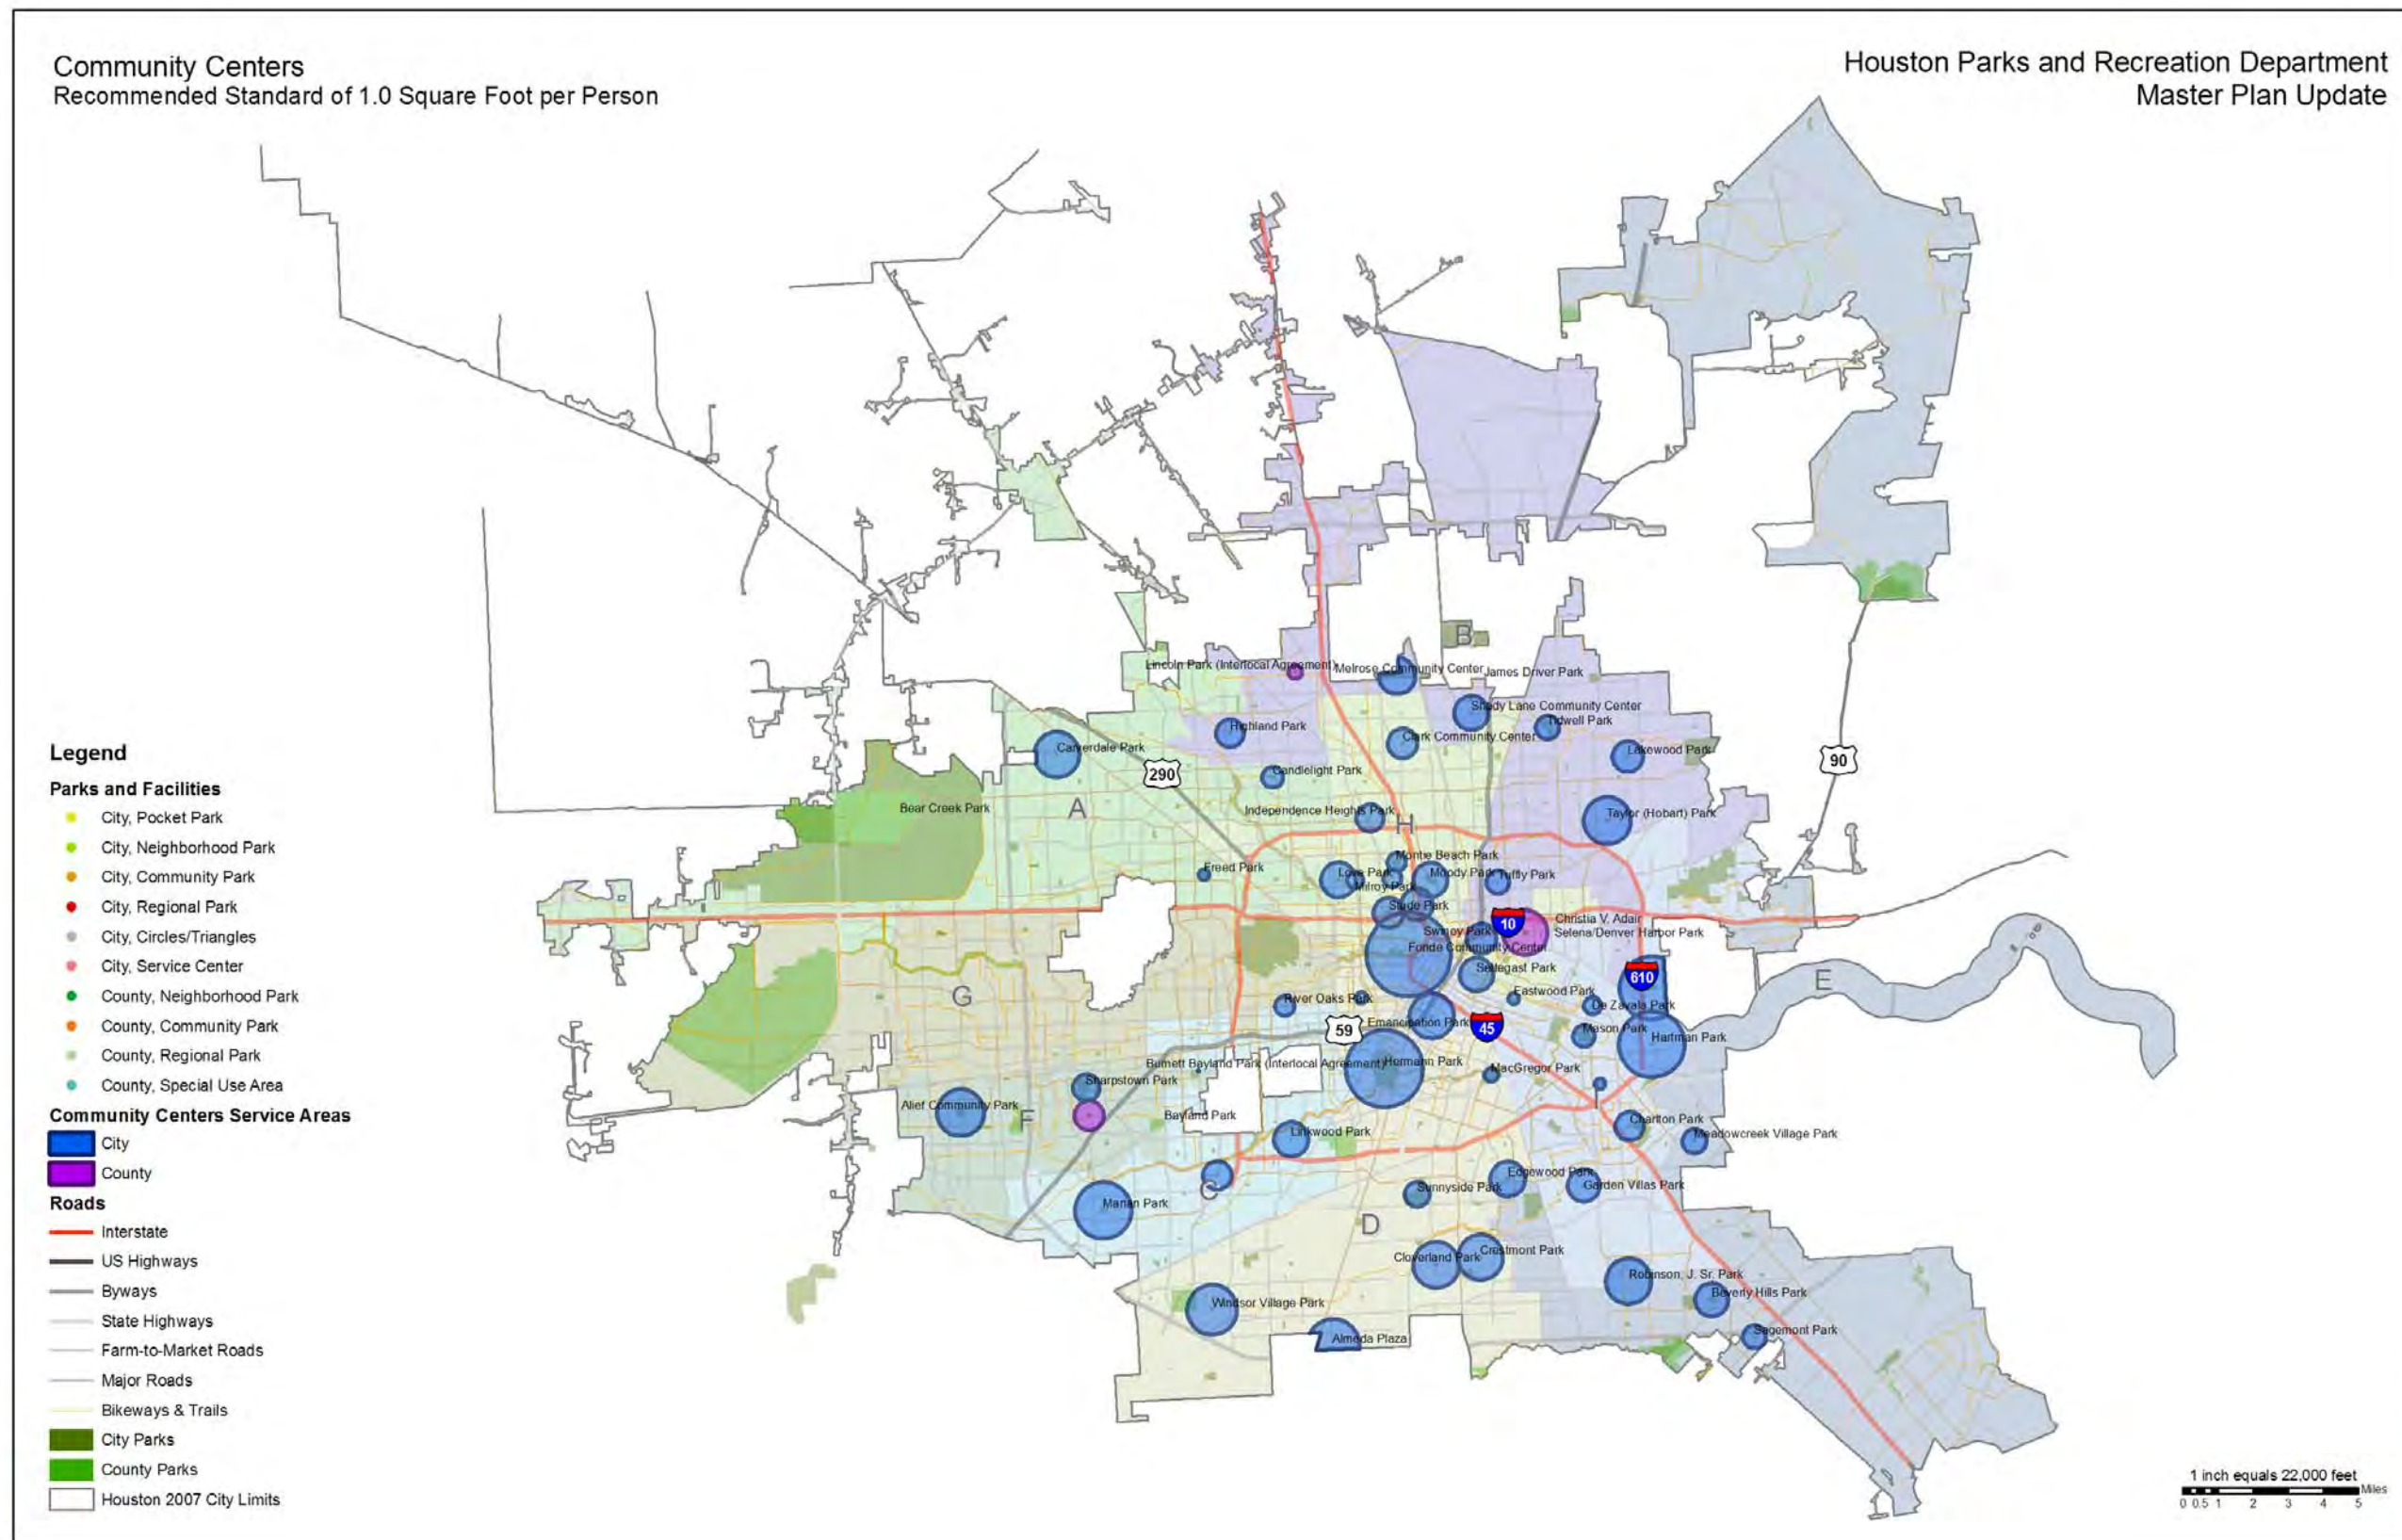 Community Centers
Recommended Standard of 1.0 Square Foot per Person
Houston Parks and Recreation Department
Master Plan Update
B
Lincoln Park (Interlocal Agreement)
Melrose Community Center
James Driver Park
Shady Lane Community Center
Tidwell Park
Highland Park
Clark Community Center
Carverdale Park
Lakewood Park
290
90
Candlelight Park
Bear Creek Park
A
Independence Heights Park
Taylor (Hobart) Park
H
Montie Beach Park
Freed Park
Love Park
Moody Park
Tuffly Park
Milroy Park
Stude Park
10
Christia V. Adair
Swiney Park
Selena/Denver Harbor Park
Fonde Community Center
Settegast Park
610
E
G
Eastwood Park
River Oaks Park
De Zavala Park
59
Emancipation Park
45
Mason Park
Hartman Park
Burnett Bayland Park (Interlocal Agreement)
Hermann Park
MacGregor Park
Sharpstown Park
I
Alief Community Park
F
Bayland Park
Charlton Park
Linkwood Park
Meadowcreek Village Park
Edgewood Park
C
Sunnyside Park
Garden Villas Park
Marian Park
D
Cloverland Park
Crestmont Park
Robinson, J. Sr. Park
Beverly Hills Park
Windsor Village Park
Almeda Plaza
Sagemont Park
Legend
Parks and Facilities
City, Pocket Park
City, Neighborhood Park
City, Community Park
City, Regional Park
City, Circles/Triangles
City, Service Center
County, Neighborhood Park
County, Community Park
County, Regional Park
County, Special Use Area
Community Centers Service Areas
City
County
Roads
Interstate
US Highways
Byways
State Highways
Farm-to-Market Roads
Major Roads
Bikeways & Trails
City Parks
County Parks
Houston 2007 City Limits
1 inch equals 22,000 feet
Miles
0 0.5 1 2 3 4 5